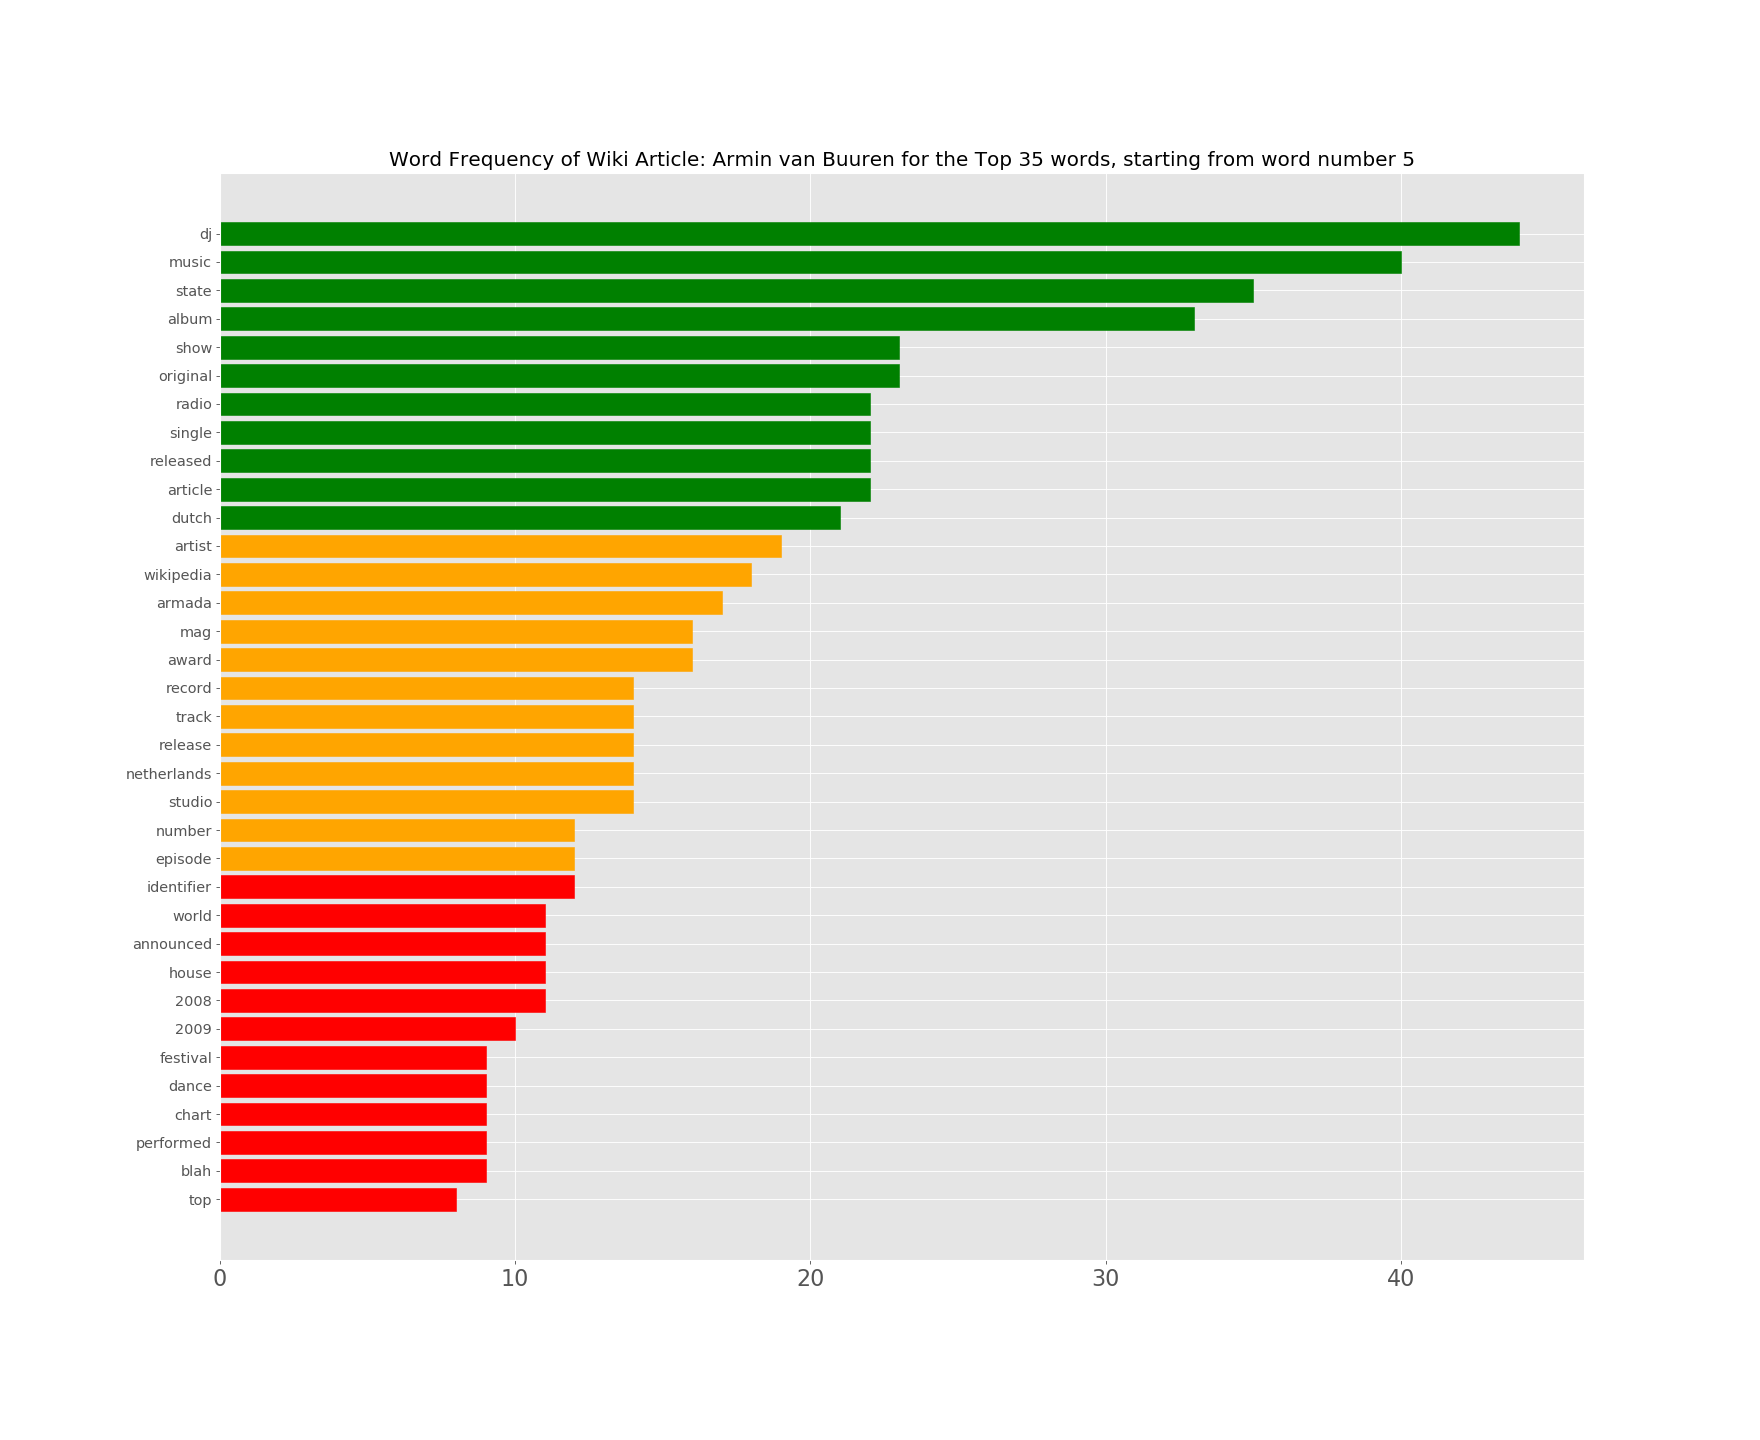 Word Frequency of Wiki Article: Armin van Buuren for the Top 35 words, starting from word number 5
dj
music
state
album
show
original
radio
single
released
article
dutch
artist
wikipedia
armada
mag
award
record
track
release
netherlands
studio
number
episode
identifier
world
announced
house
2008
2009
festival
dance
chart
performed
blah
top
0 10 20 30 40